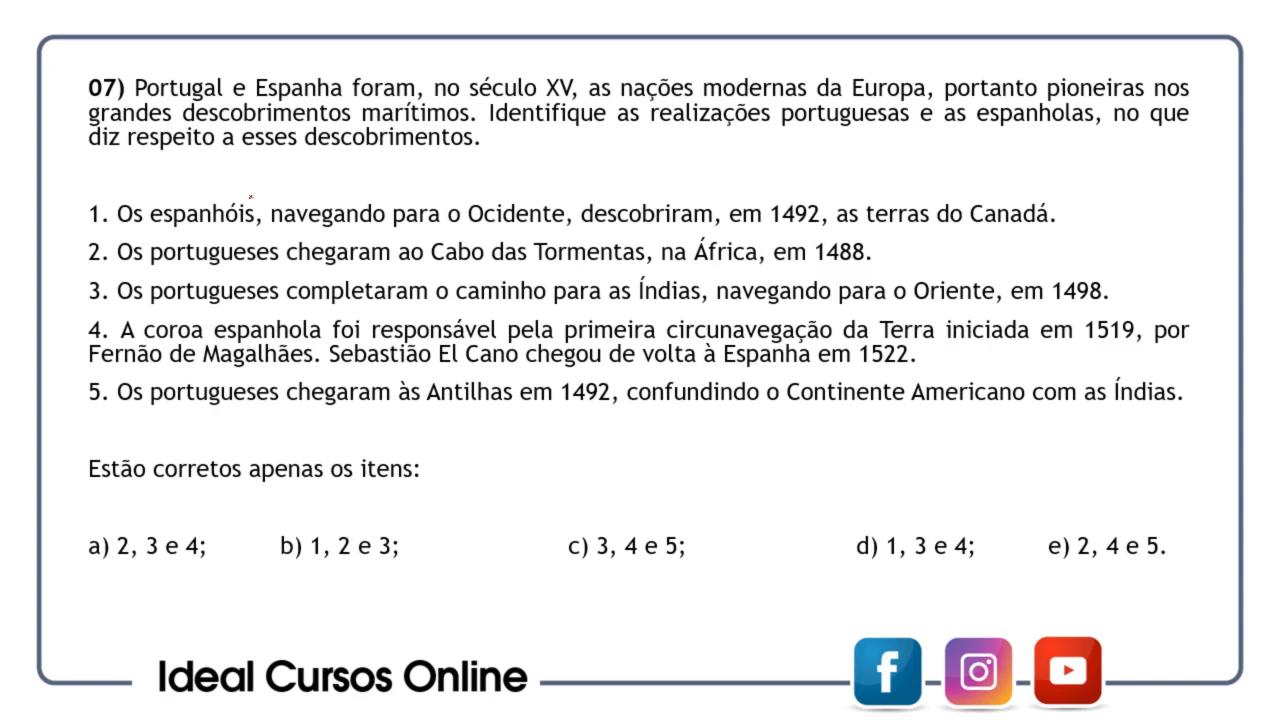 07) Portugal e Espanha foram, no século XV, as nações modernas da Europa, portanto pioneiras nos
grandes descobrimentos marítimos. Identifique as realizações portuguesas e as espanholas, no que
diz respeito a esses descobrimentos.
1. Os espanhóis, navegando para o Ocidente, descobriram, em 1492, as terras do Canadá.
2. Os portugueses chegaram ao Cabo das Tormentas, na África, em 1488.
3. Os portugueses completaram o caminho para as Índias, navegando para o Oriente, em 1498.
4. A coroa espanhola foi responsável pela primeira circunavegação da Terra iniciada em 1519, por
Fernão de Magalhães. Sebastião El Cano chegou de volta à Espanha em 1522.
5. Os portugueses chegaram às Antilhas em 1492, confundindo o Continente Americano com as Índias.
Estão corretos apenas os itens:
a) 2, 3 e 4; b) 1, 2 e 3; c) 3, 4 e 5; d) 1, 3 e 4; e) 2, 4 e 5.
Ideal Cursos Online